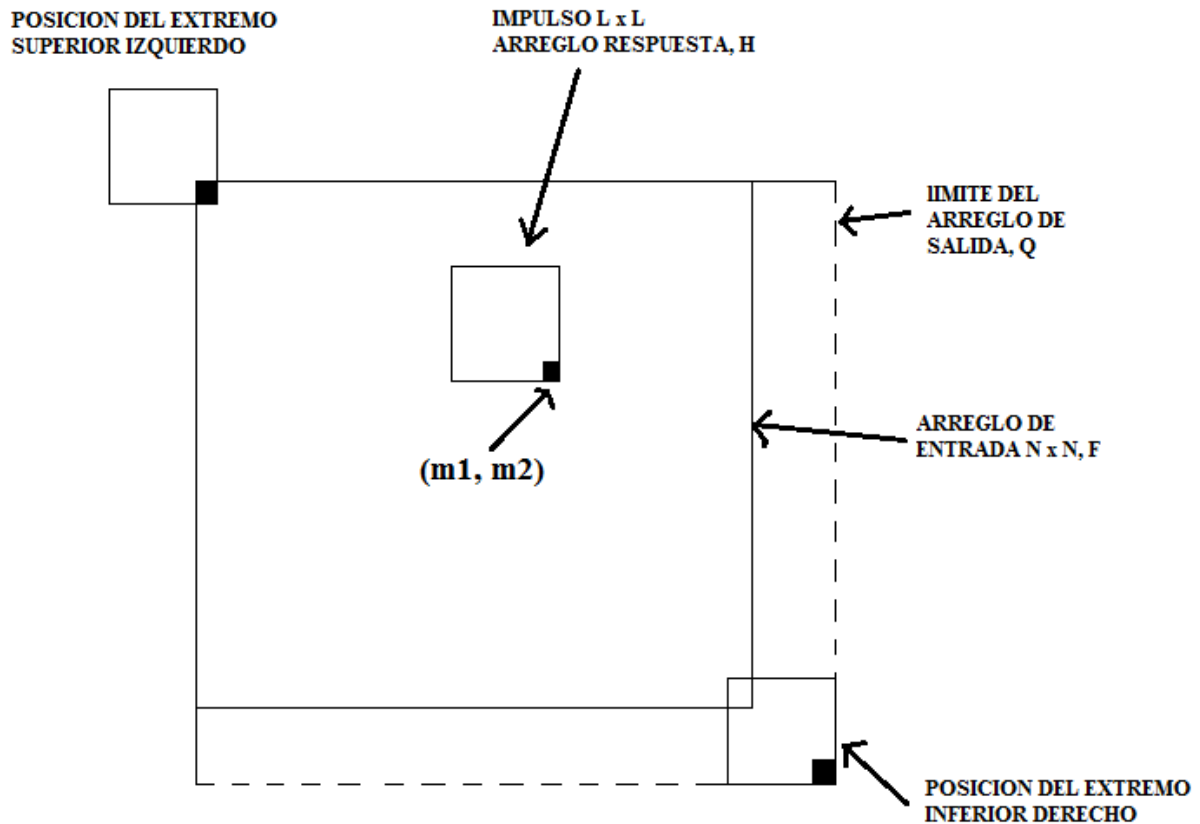 POSICION DEL EXTREMO
SUPERIOR IZQUIERDO
IMPULSO L x L
ARREGLO RESPUESTA, H
lIMITE DEL
ARREGLO DE
SALIDA, Q
(m1, m2)
ARREGLO DE
ENTRADA N x N, F
POSICION DEL EXTREMO
INFERIOR DERECHO